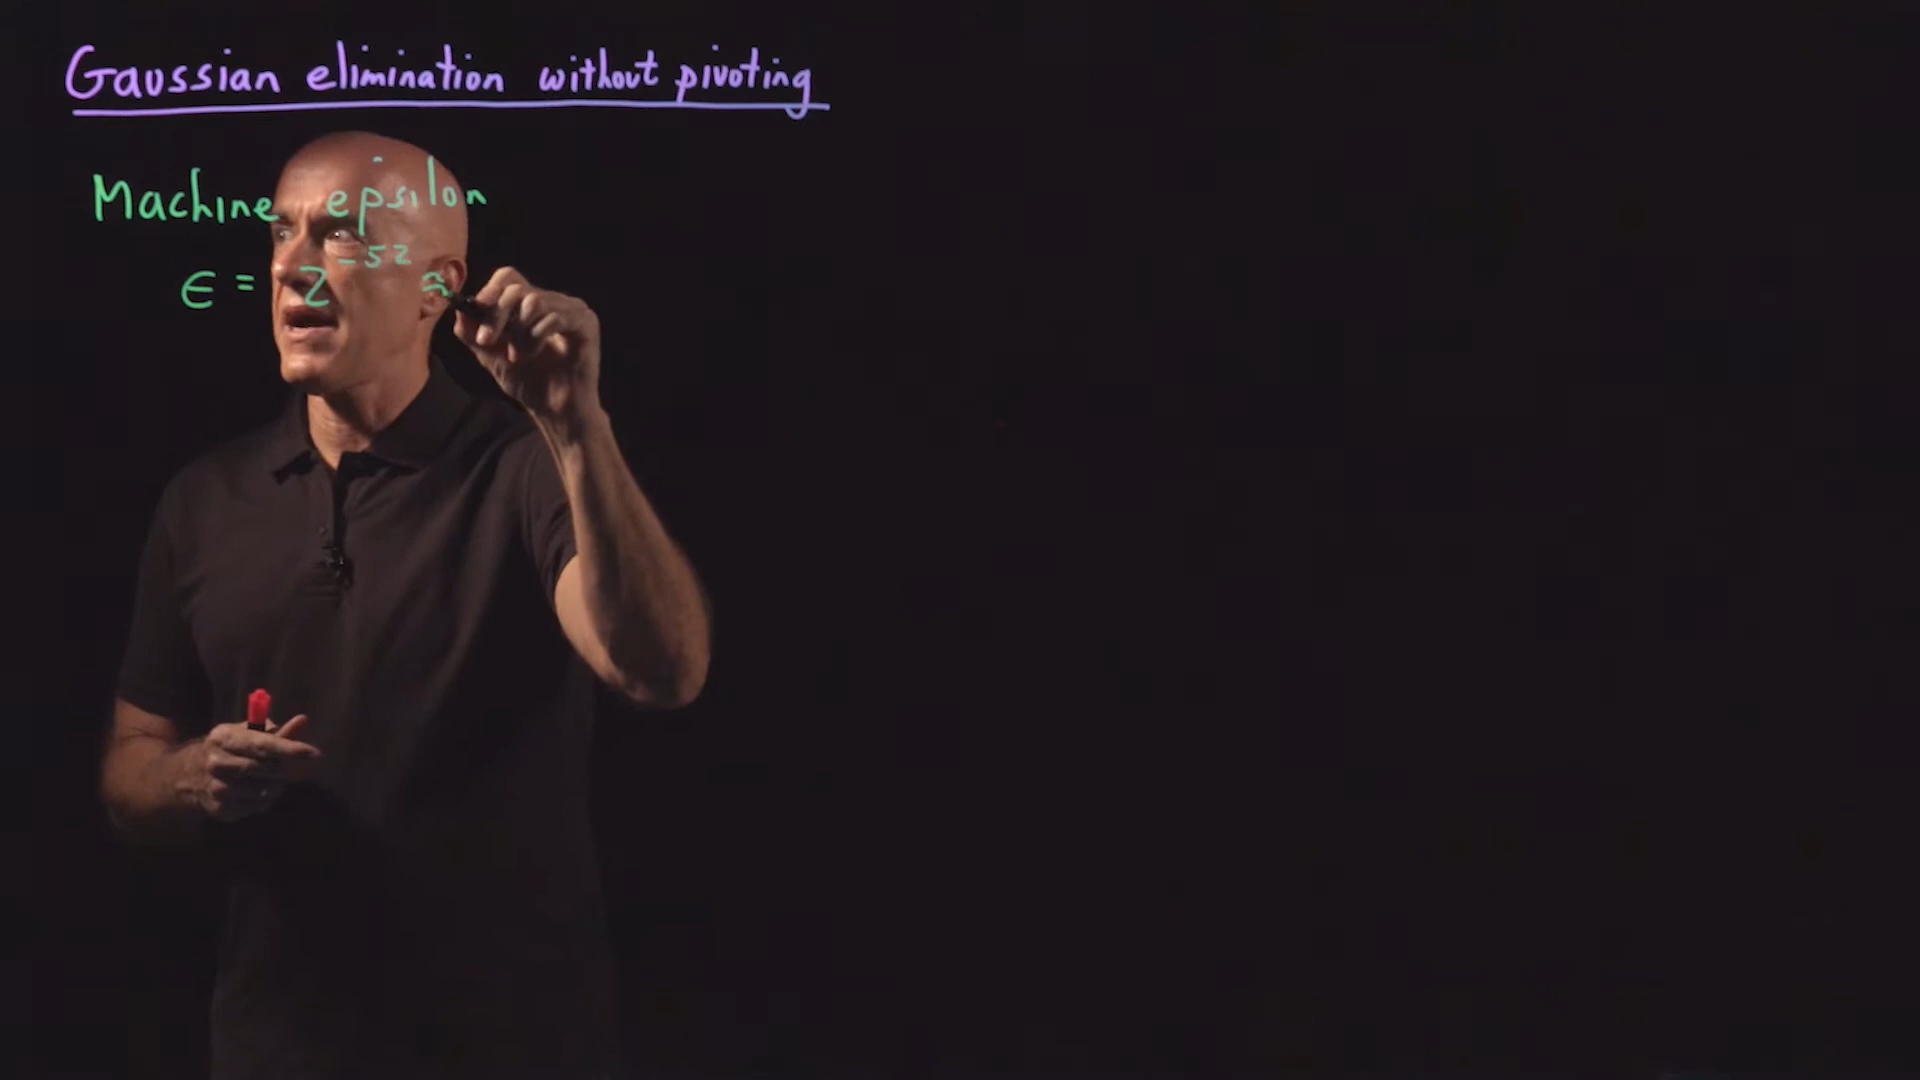 Gaussian elimination without pivoting
Machine epsilon
ϵ = 2⁻⁵² ≈